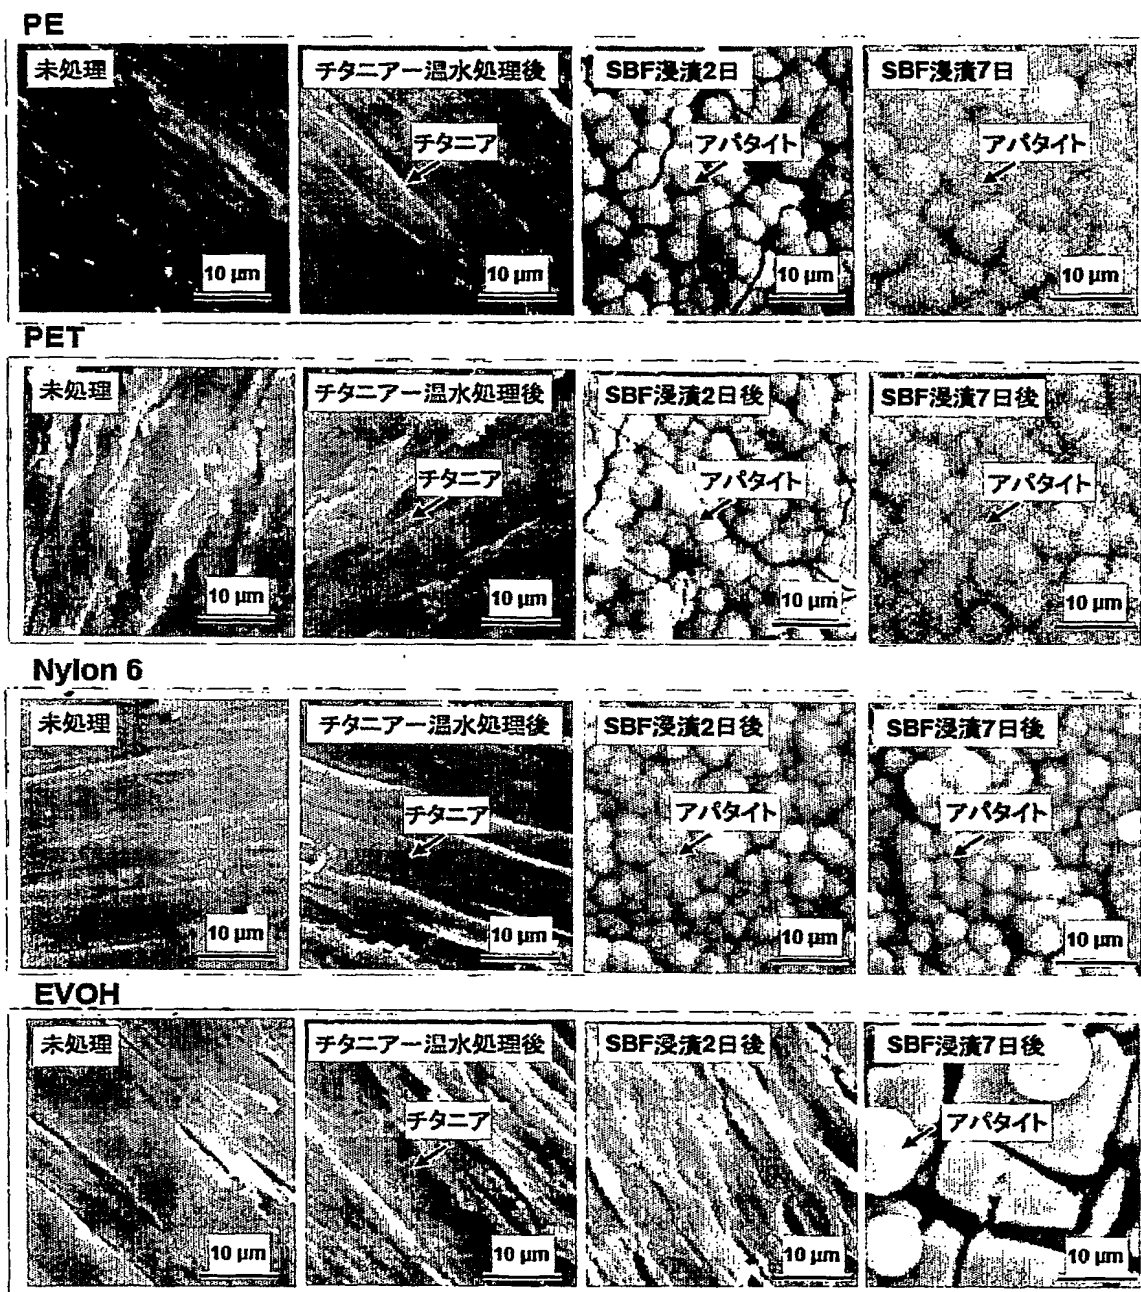 PE
未処理
チタニアー温水処理後
SBF浸漬2日
SBF浸漬7日
チタニア
アパタイト
アパタイト
10 μm
10 μm
10 μm
10 μm
PET
未処理
チタニアー温水処理後
SBF浸漬2日後
SBF浸漬7日後
チタニア
アパタイト
アパタイト
10 μm
10 μm
10 μm
10 μm
Nylon 6
未処理
チタニアー温水処理後
SBF浸漬2日後
SBF浸漬7日後
チタニア
アパタイト
アパタイト
10 μm
10 μm
10 μm
10 μm
EVOH
未処理
チタニアー温水処理後
SBF浸漬2日後
SBF浸漬7日後
チタニア
アパタイト
10 μm
10 μm
10 μm
10 μm